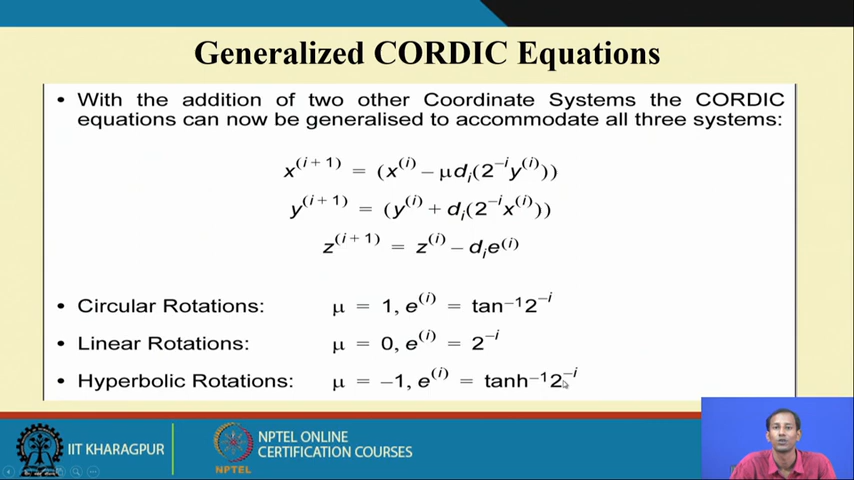 Generalized CORDIC Equations
• With the addition of two other Coordinate Systems the CORDIC
equations can now be generalised to accommodate all three systems:
x^(i + 1) = (x^(i) – μd_i(2^–i y^(i)))
y^(i + 1) = (y^(i) + d_i(2^–i x^(i)))
z^(i + 1) = z^(i) – d_i e^(i)
• Circular Rotations: μ = 1, e^(i) = tan^–1 2^–i
• Linear Rotations: μ = 0, e^(i) = 2^–i
• Hyperbolic Rotations: μ = –1, e^(i) = tanh^–1 2^–i
IIT KHARAGPUR
NPTEL
NPTEL ONLINE
CERTIFICATION COURSES